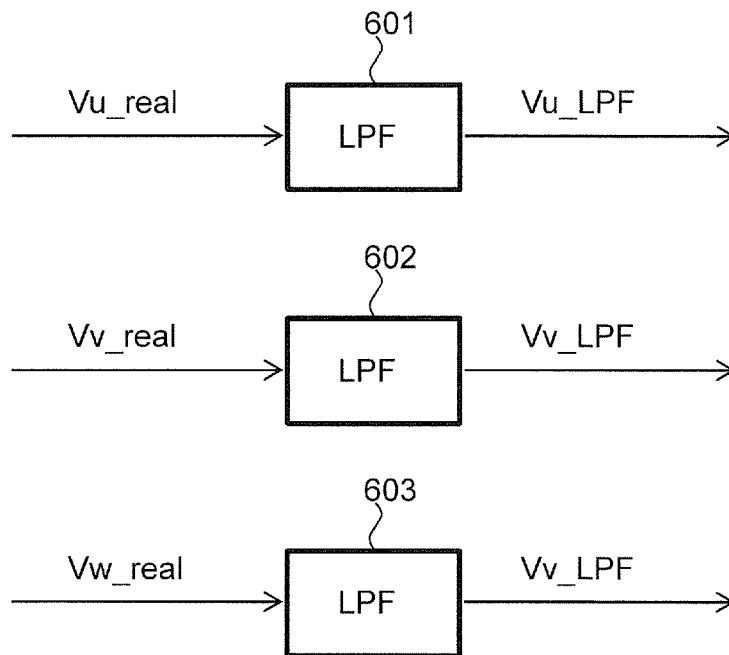 601
Vu_real
LPF
Vu_LPF
602
Vv_real
LPF
Vv_LPF
603
Vw_real
LPF
Vv_LPF